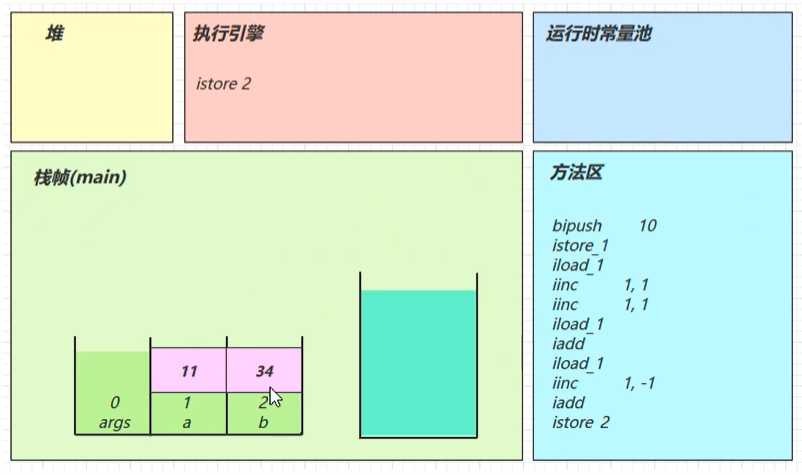 堆
执行引擎
istore 2
运行时常量池
栈帧(main)
11
34
0
1
2
args
a
b
方法区
bipush 10
istore_1
iload_1
iinc 1, 1
iinc 1, 1
iload_1
iadd
iload_1
iinc 1, -1
iadd
istore 2